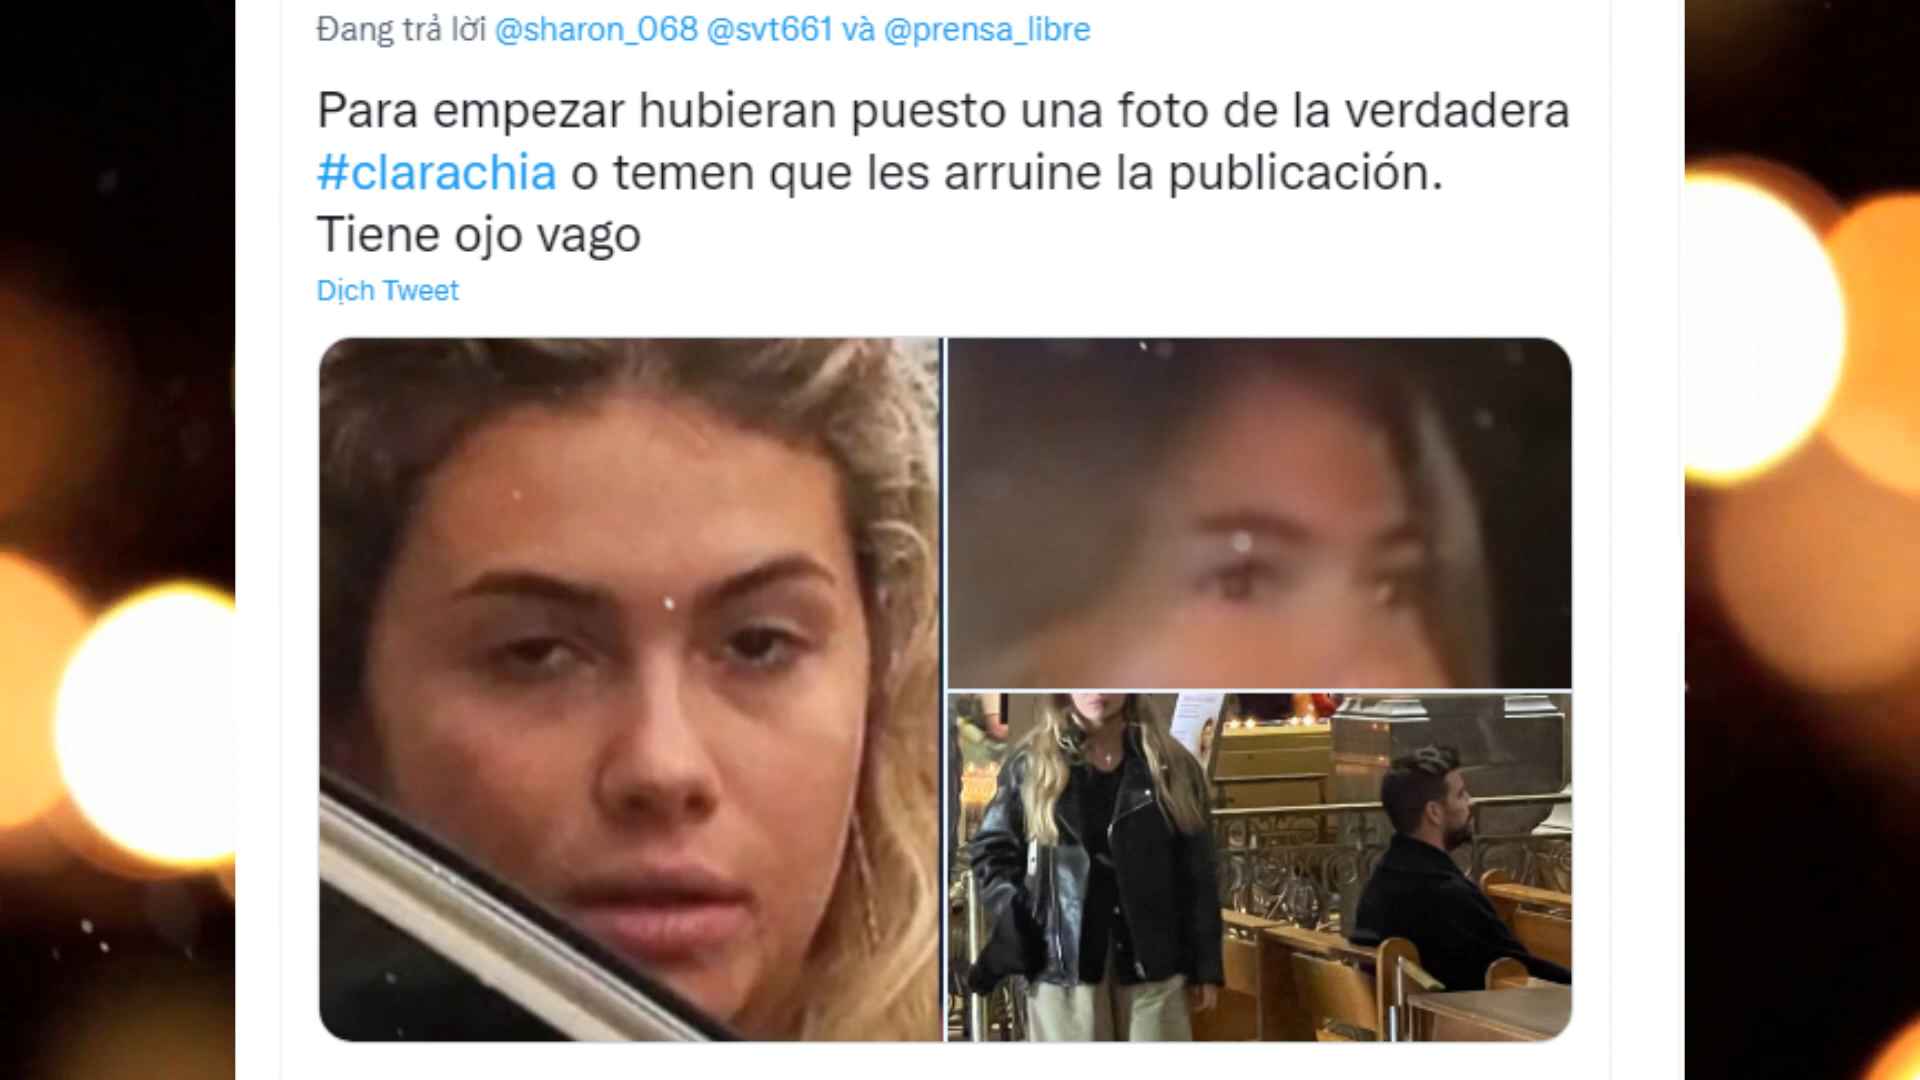 Đang trả lời @sharon_068 @svt661 và @prensa_libre
Para empezar hubieran puesto una foto de la verdadera
#clarachia o temen que les arruine la publicación.
Tiene ojo vago
Dịch Tweet